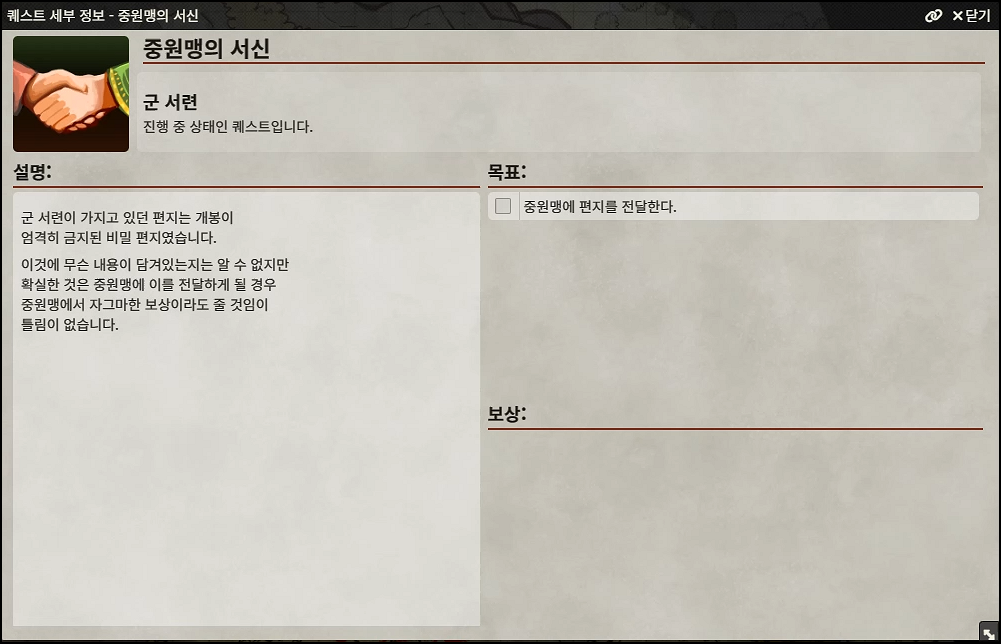 퀘스트 세부 정보 - 중원맹의 서신
닫기
중원맹의 서신
군 서련
진행 중 상태인 퀘스트입니다.
설명:
군 서련이 가지고 있던 편지는 개봉이
엄격히 금지된 비밀 편지였습니다.
이것에 무슨 내용이 담겨있는지는 알 수 없지만
확실한 것은 중원맹에 이를 전달하게 될 경우
중원맹에서 자그마한 보상이라도 줄 것임이
틀림이 없습니다.
목표:
중원맹에 편지를 전달한다.
보상: